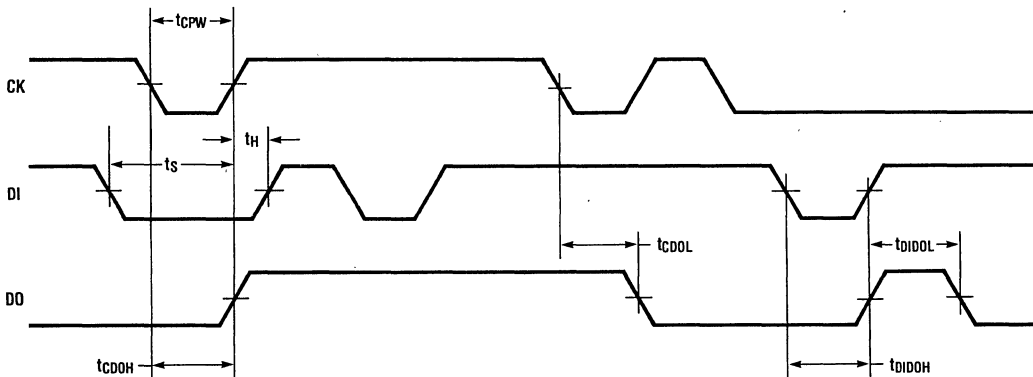 tCPW
CK
tH
tS
DI
tCDOL
tDIDOL
DO
tCDOH
tDIDOH